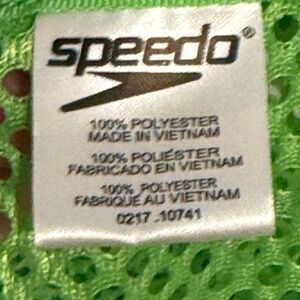 speedo®
100% POLYESTER
MADE IN VIETNAM
100% POLIÉSTER
FABRICADO EN VIETNAM
100% POLYESTER
FABRIQUÉ AU VIETNAM
0217 .10741